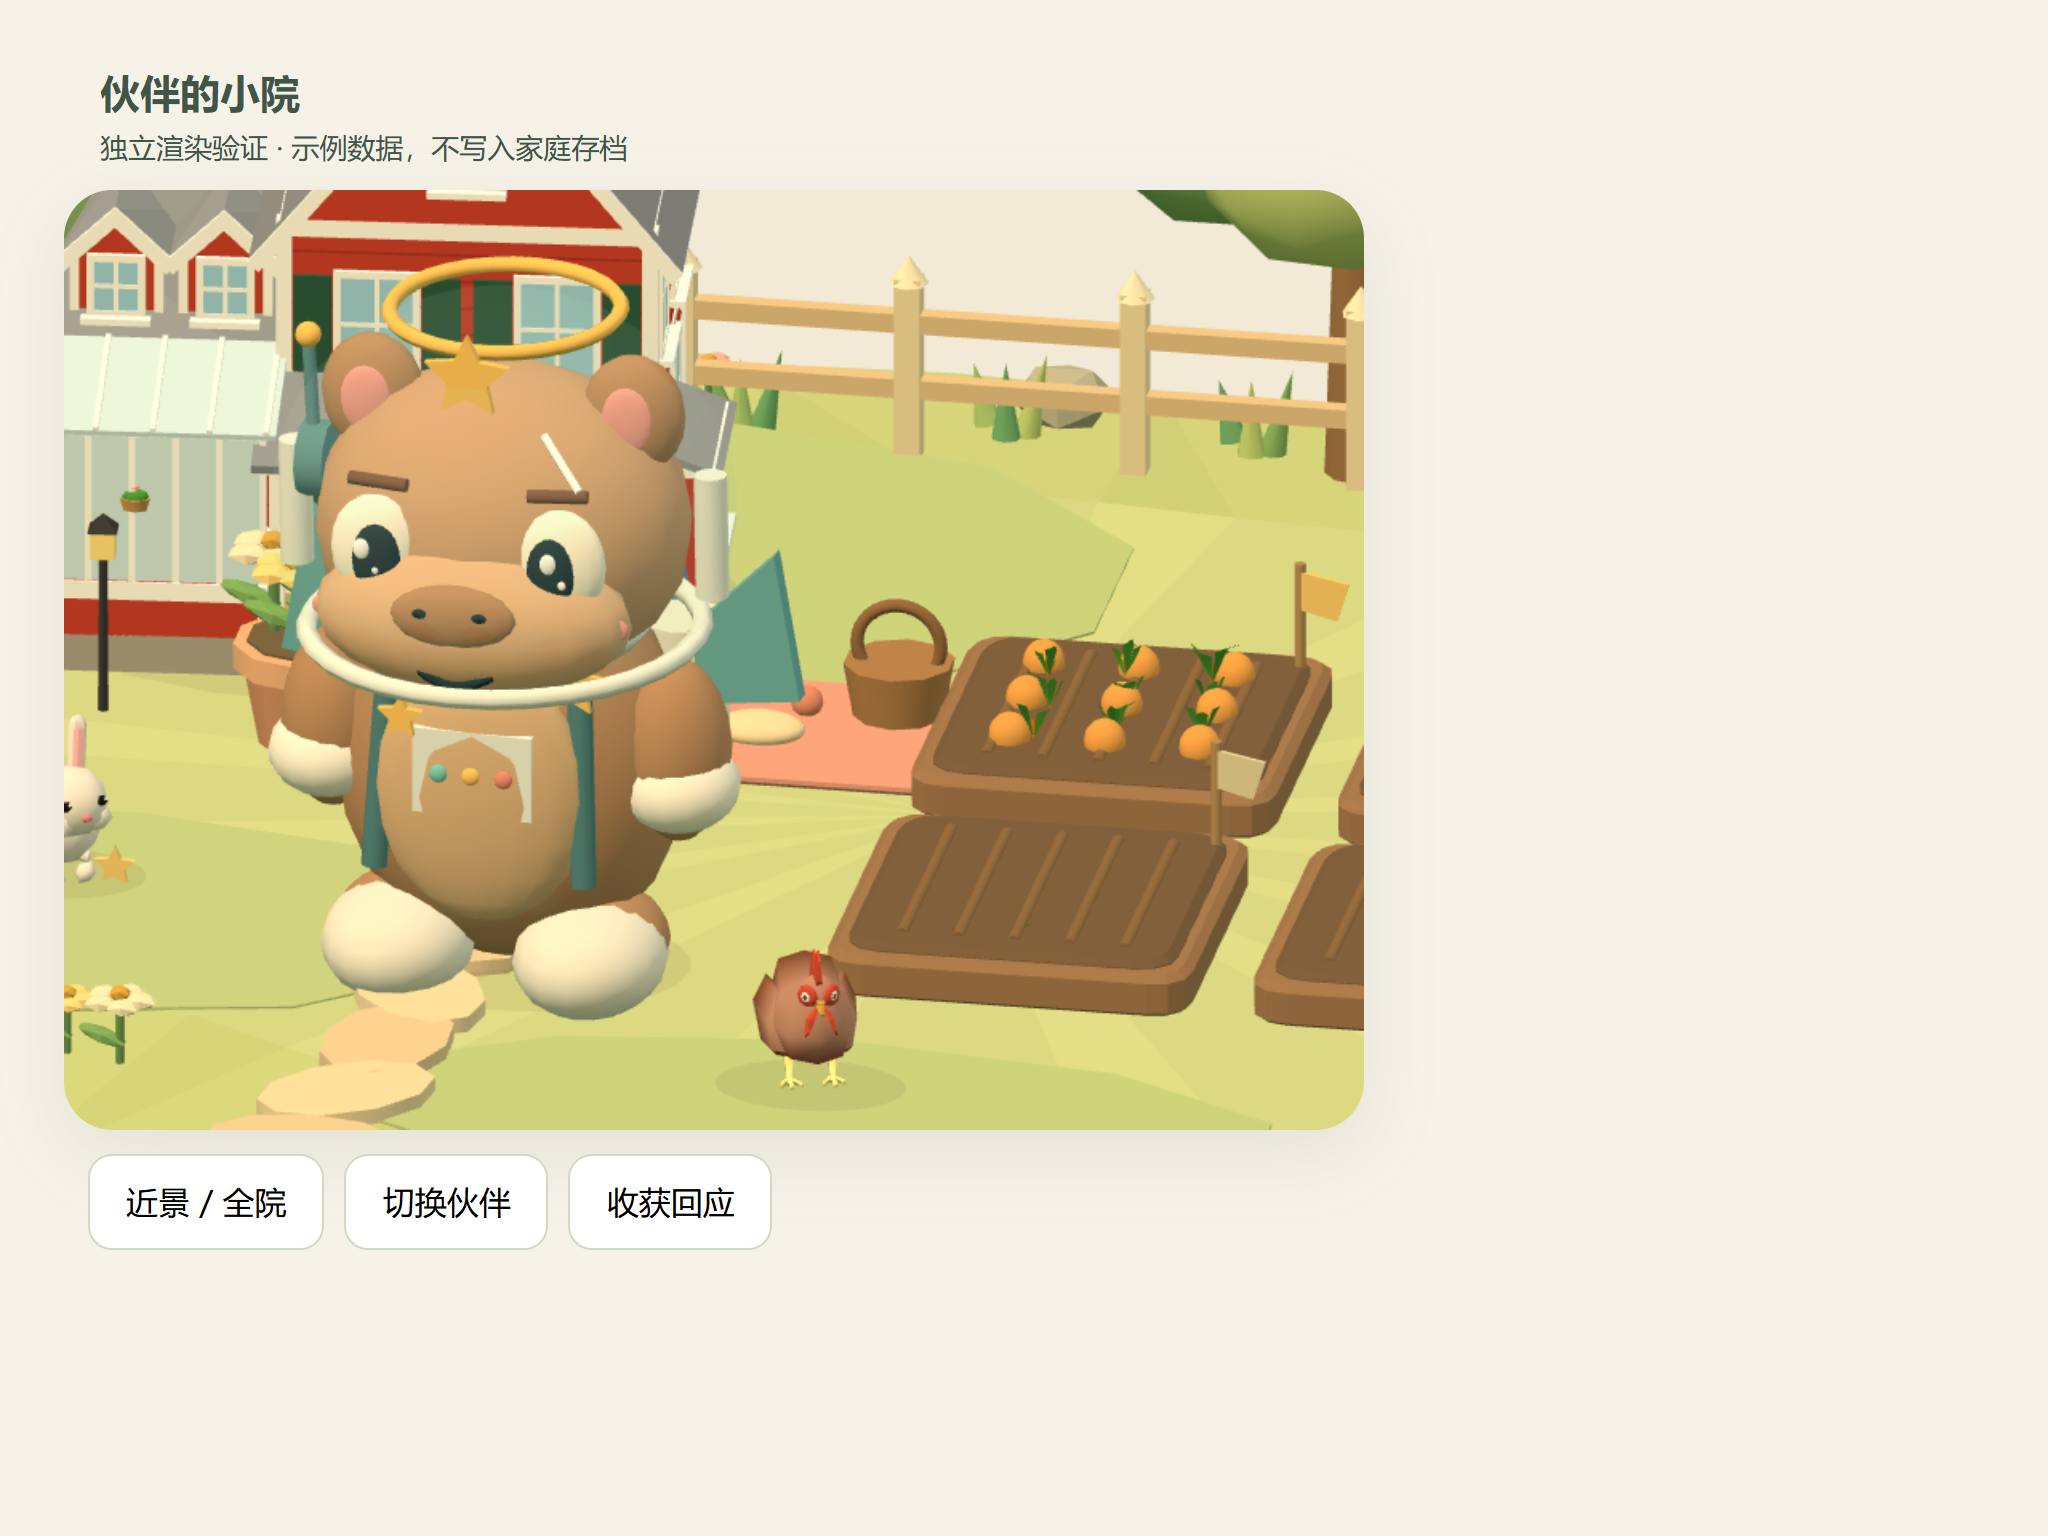 伙伴的小院
独立渲染验证 · 示例数据，不写入家庭存档
近景 / 全院
切换伙伴
收获回应